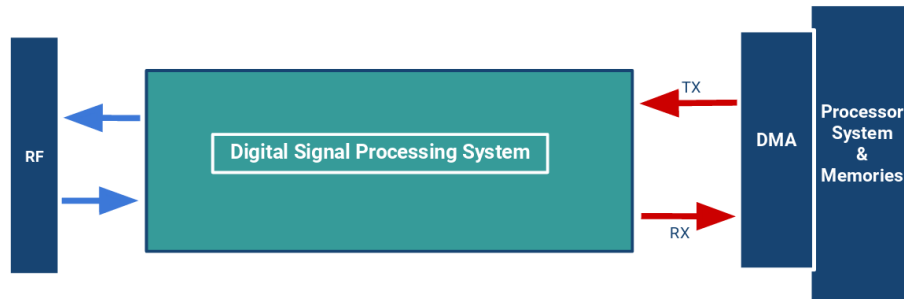 RF
Digital Signal Processing System
TX
RX
DMA
Processor
System
&
Memories